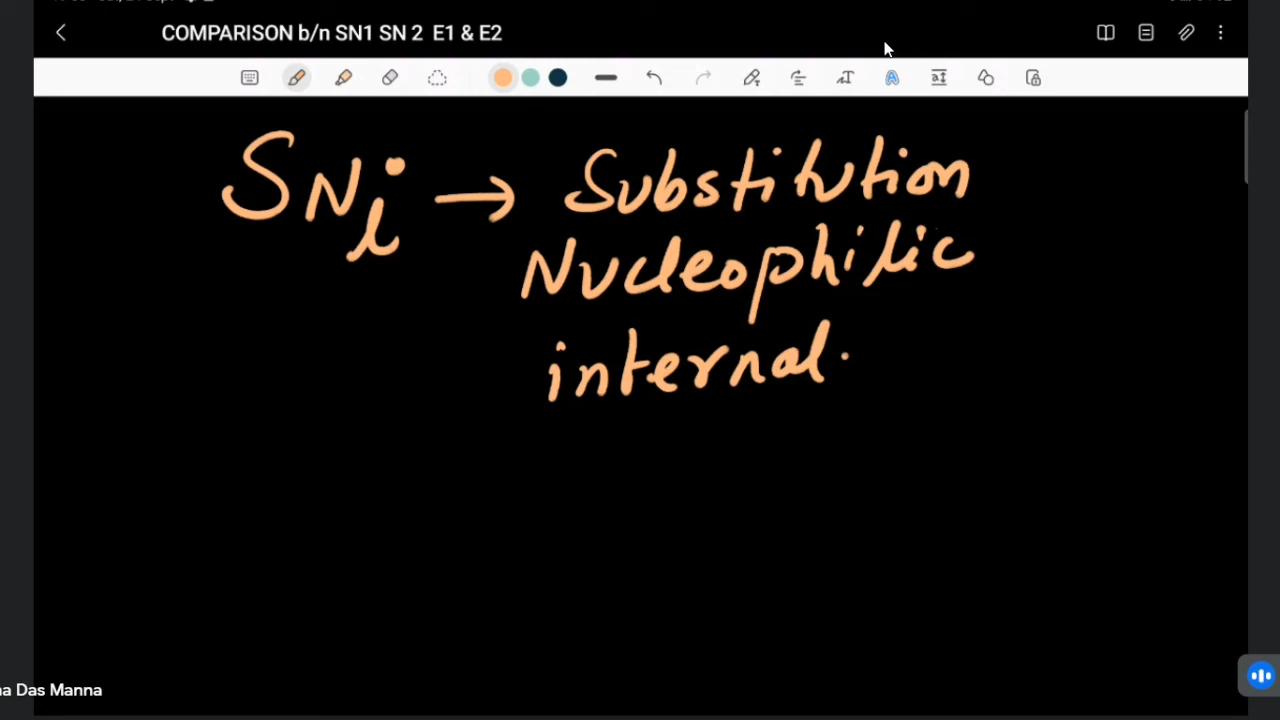 COMPARISON b/n SN1 SN 2 E1 & E2
SNi → Substitution
Nucleophilic
internal.
a Das Manna